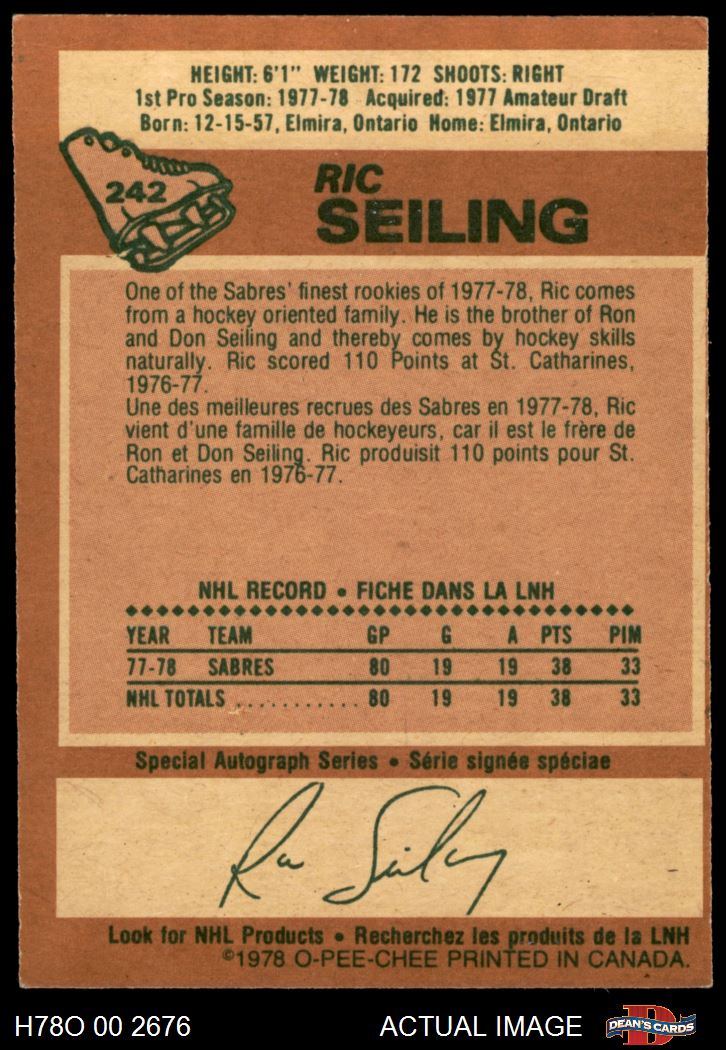 HEIGHT: 6'1" WEIGHT: 172 SHOOTS: RIGHT
1st Pro Season: 1977-78 Acquired: 1977 Amateur Draft
Born: 12-15-57, Elmira, Ontario Home: Elmira, Ontario
242
RIC
SEILING
One of the Sabres' finest rookies of 1977-78, Ric comes
from a hockey oriented family. He is the brother of Ron
and Don Seiling and thereby comes by hockey skills
naturally. Ric scored 110 Points at St. Catharines,
1976-77.
Une des meilleures recrues des Sabres en 1977-78, Ric
vient d'une famille de hockeyeurs, car il est le frère de
Ron et Don Seiling. Ric produisit 110 points pour St.
Catharines en 1976-77.
NHL RECORD • FICHE DANS LA LNH
YEAR TEAM GP G A PTS PIM
77-78 SABRES 80 19 19 38 33
NHL TOTALS ............ 80 19 19 38 33
Special Autograph Series • Série signée spéciae
Ric Seiling
Look for NHL Products • Recherchez les produits de la LNH
©1978 O-PEE-CHEE PRINTED IN CANADA.
H78O 00 2676 ACTUAL IMAGE DEAN'S CARDS